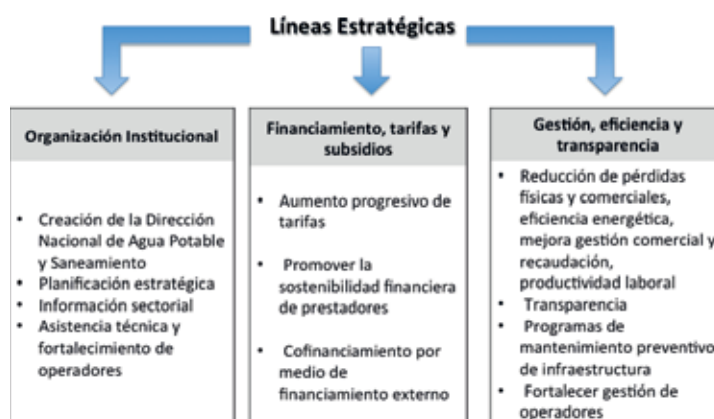 Líneas Estratégicas
Organización Institucional
• Creación de la Dirección
Nacional de Agua Potable
y Saneamiento
• Planificación estratégica
• Información sectorial
• Asistencia técnica y
fortalecimiento de
operadores
Financiamiento, tarifas y
subsidios
• Aumento progresivo de
tarifas
• Promover la
sostenibilidad financiera
de prestadores
• Cofinanciamiento por
medio de
financiamiento externo
Gestión, eficiencia y
transparencia
• Reducción de pérdidas
físicas y comerciales,
eficiencia energética,
mejora gestión comercial y
recaudación,
productividad laboral
• Transparencia
• Programas de
mantenimiento preventivo
de infraestructura
• Fortalecer gestión de
operadores